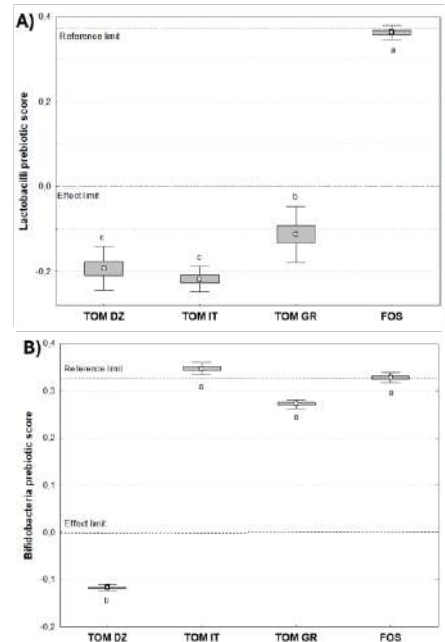 A)
Lactobacilli prebiotic score
0,4
Reference limit
a
0,2
0,0
Effect limit
b
c
c
-0,2
TOM DZ TOM IT TOM GR FOS
B)
Bifidobacteria prebiotic score
0,4
Reference limit
0,3
a
a
a
0,2
0,1
Effect limit
0,0
-0,1
b
-0,2
TOM DZ TOM IT TOM GR FOS